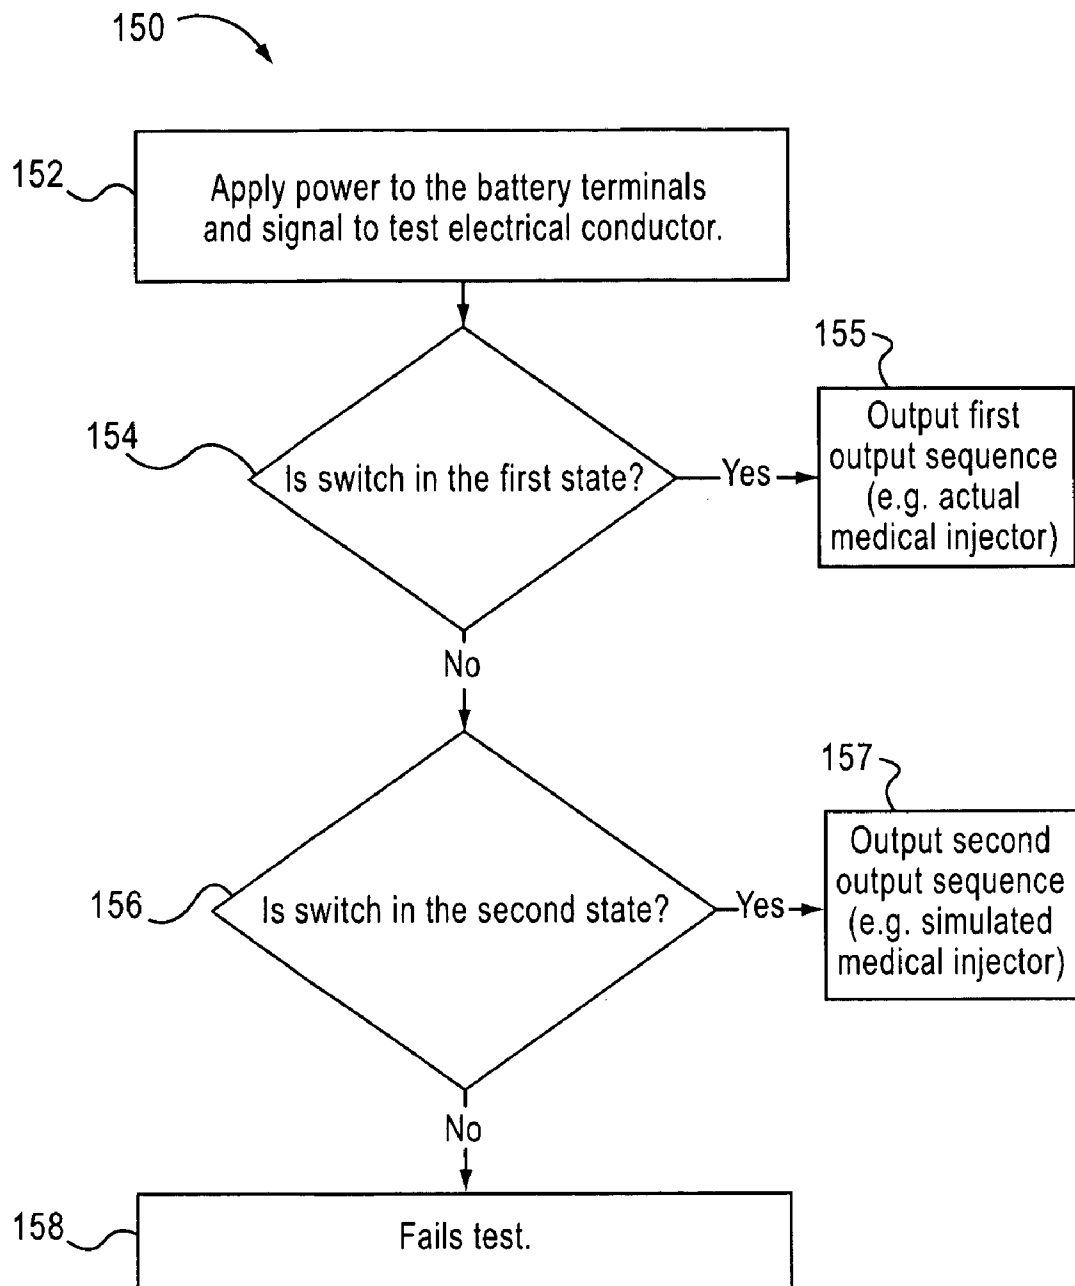 150
152
Apply power to the battery terminals
and signal to test electrical conductor.
154
Is switch in the first state?
Yes
155
Output first
output sequence
(e.g. actual
medical injector)
No
156
Is switch in the second state?
Yes
157
Output second
output sequence
(e.g. simulated
medical injector)
No
158
Fails test.